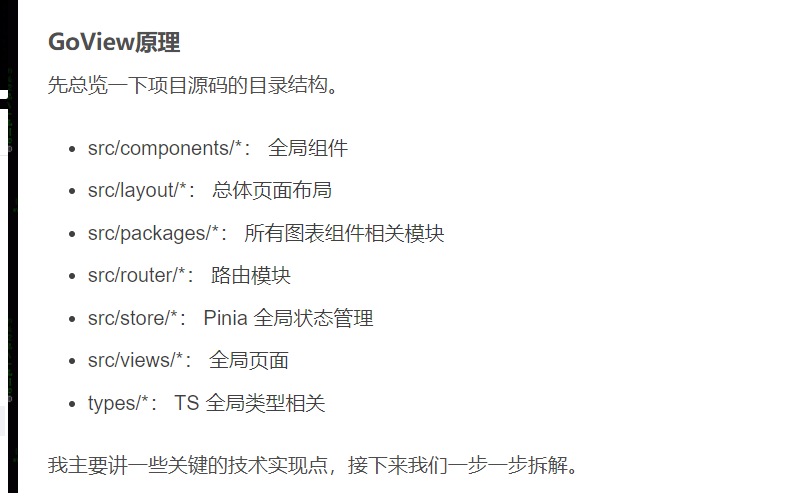 GoView原理
先总览一下项目源码的目录结构。
• src/components/*： 全局组件
• src/layout/*： 总体页面布局
• src/packages/*： 所有图表组件相关模块
• src/router/*： 路由模块
• src/store/*： Pinia 全局状态管理
• src/views/*： 全局页面
• types/*： TS 全局类型相关
我主要讲一些关键的技术实现点，接下来我们一步一步拆解。